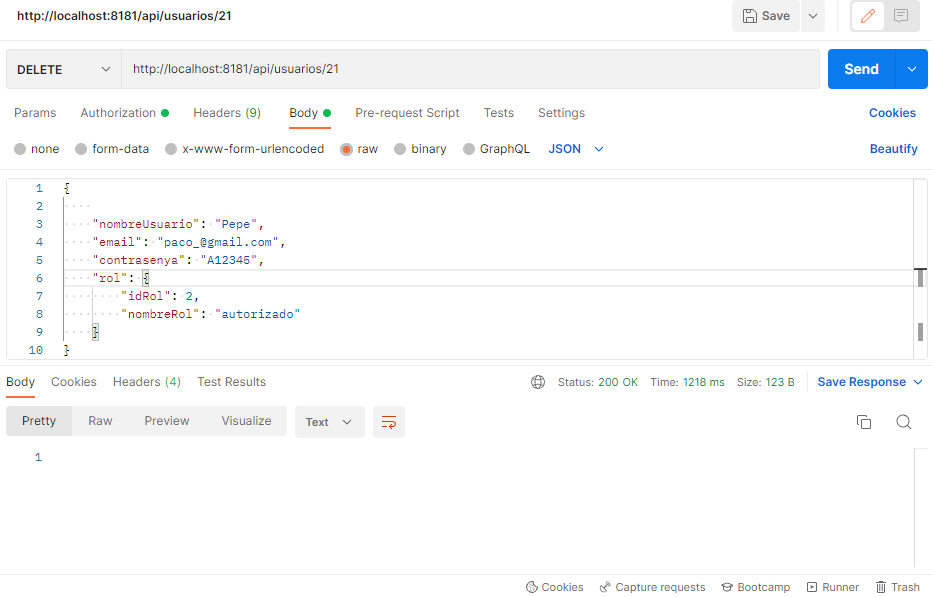 http://localhost:8181/api/usuarios/21 Save
DELETE http://localhost:8181/api/usuarios/21 Send
Params Authorization Headers (9) Body Pre-request Script Tests Settings Cookies
none form-data x-www-form-urlencoded raw binary GraphQL JSON Beautify
1 {
2
3 "nombreUsuario": "Pepe",
4 "email": "paco_@gmail.com",
5 "contrasenya": "A12345",
6 "rol": {
7 "idRol": 2,
8 "nombreRol": "autorizado"
9 }
10 }
Body Cookies Headers (4) Test Results Status: 200 OK Time: 1218 ms Size: 123 B Save Response
Pretty Raw Preview Visualize Text
1
Cookies Capture requests Bootcamp Runner Trash